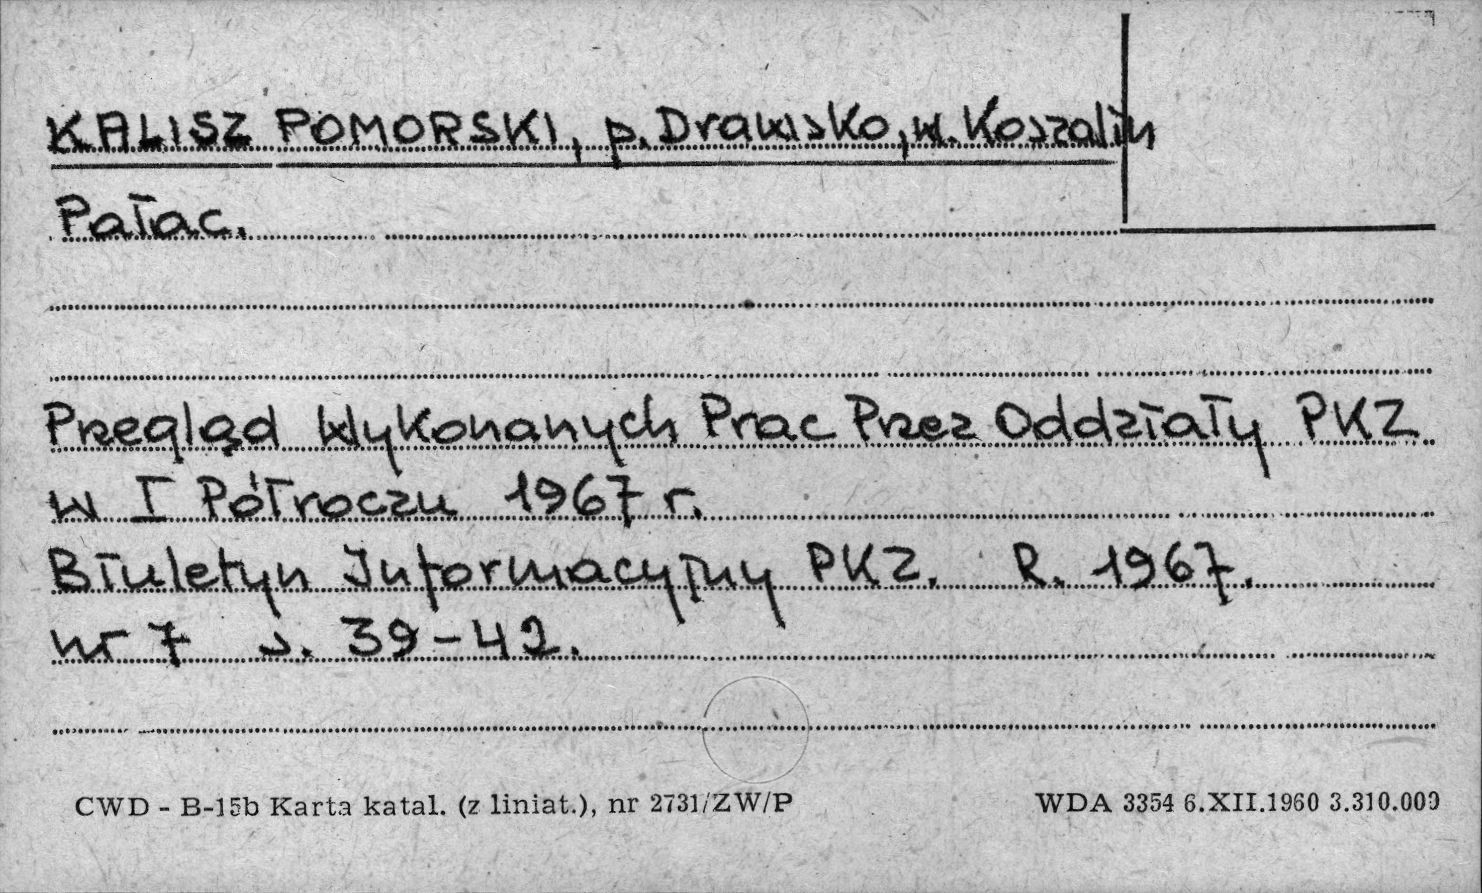 KALISZ POMORSKI, p. Drawsko, w. Koszalin
Pałac.
Przegląd Wykonanych Prac Przez Oddziały PKZ
w I Półroczu 1967 r.
Biuletyn Informacyjny PKZ. R. 1967.
nr 7 s. 39-42.
CWD - B-15b Karta katal. (z liniat.), nr 2731/ZW/P
WDA 3354 6.XII.1960 3.310.000